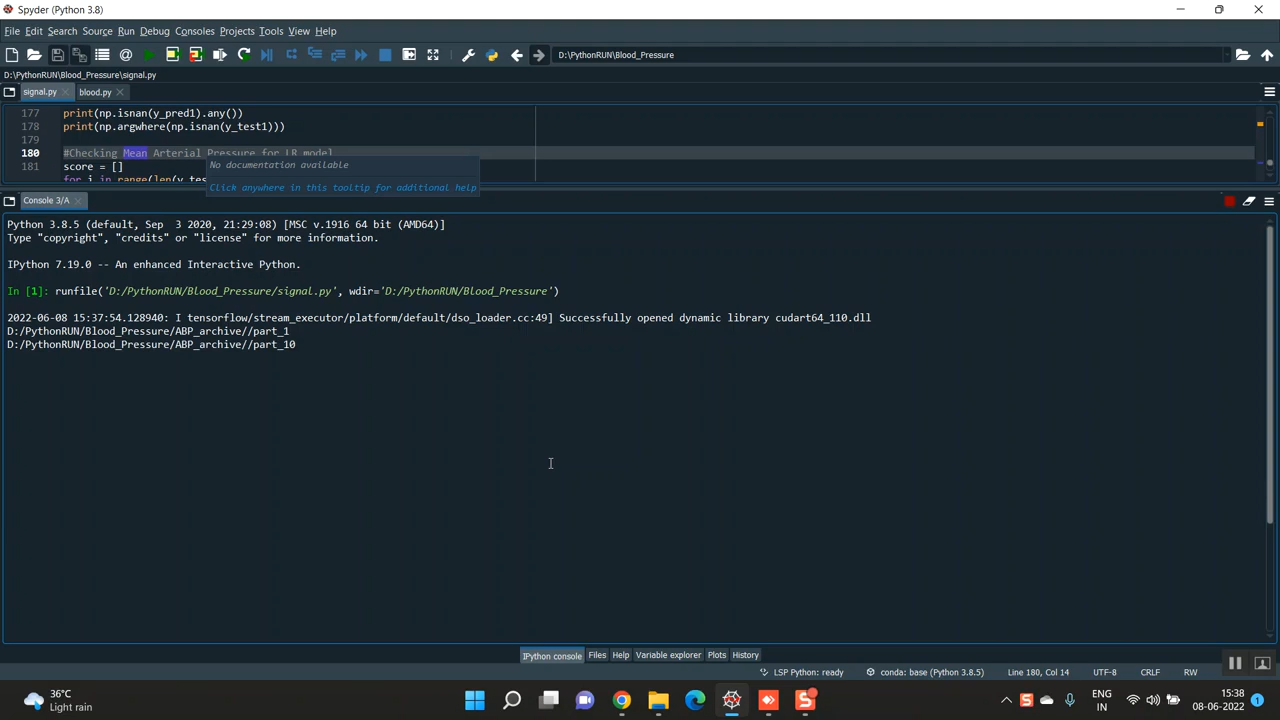 Spyder (Python 3.8)
File Edit Search Source Run Debug Consoles Projects Tools View Help
D:\PythonRUN\Blood_Pressure
D:\PythonRUN\Blood_Pressure\signal.py
signal.py blood.py
177 print(np.isnan(y_pred1).any())
178 print(np.argwhere(np.isnan(y_test1)))
179
180 #Checking Mean Arterial Pressure for LR model
No documentation available
181 score = []
for i in range(len(y_tes
Click anywhere in this tooltip for additional help
Console 3/A
Python 3.8.5 (default, Sep  3 2020, 21:29:08) [MSC v.1916 64 bit (AMD64)]
Type "copyright", "credits" or "license" for more information.
IPython 7.19.0 -- An enhanced Interactive Python.
In [1]: runfile('D:/PythonRUN/Blood_Pressure/signal.py', wdir='D:/PythonRUN/Blood_Pressure')
2022-06-08 15:37:54.128940: I tensorflow/stream_executor/platform/default/dso_loader.cc:49] Successfully opened dynamic library cudart64_110.dll
D:/PythonRUN/Blood_Pressure/ABP_archive//part_1
D:/PythonRUN/Blood_Pressure/ABP_archive//part_10
IPython console Files Help Variable explorer Plots History
LSP Python: ready conda: base (Python 3.8.5) Line 180, Col 14 UTF-8 CRLF RW
36°C
Light rain
ENG
IN
15:38
08-06-2022
1